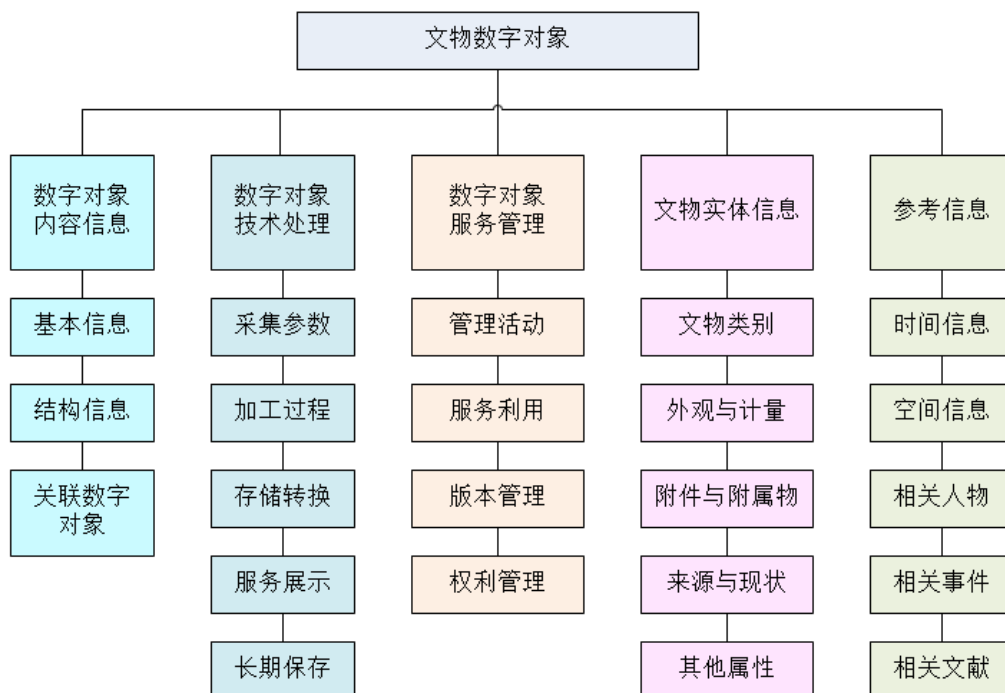 文物数字对象
数字对象
内容信息
数字对象
技术处理
数字对象
服务管理
文物实体信息
参考信息
基本信息
采集参数
管理活动
文物类别
时间信息
结构信息
加工过程
服务利用
外观与计量
空间信息
关联数字
对象
存储转换
版本管理
附件与附属物
相关人物
服务展示
权利管理
来源与现状
相关事件
长期保存
其他属性
相关文献